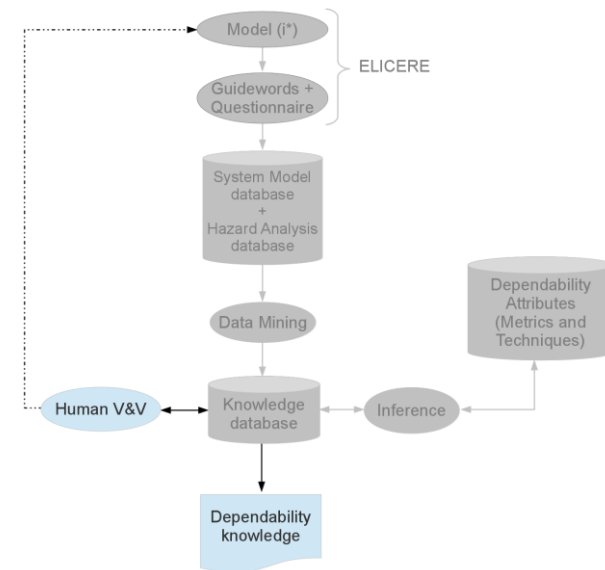 Model (i*)
ELICERE
Guidewords +
Questionnaire
System Model
database
+
Hazard Analysis
database
Dependability
Attributes
(Metrics and
Techniques)
Data Mining
Human V&V
Knowledge
database
Inference
Dependability
knowledge